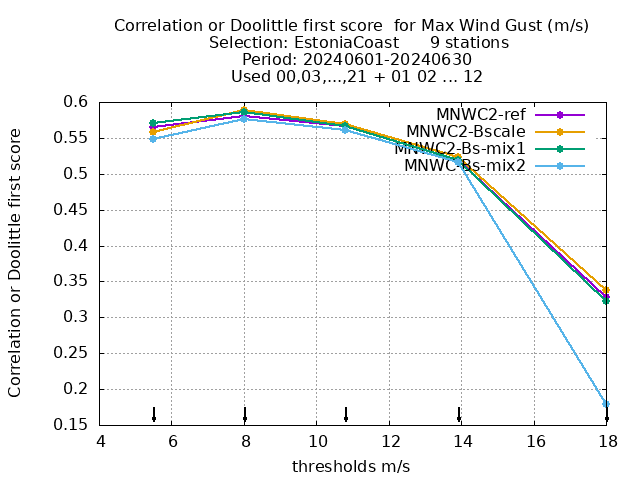 Correlation or Doolittle first score  for Max Wind Gust (m/s)
Selection: EstoniaCoast      9 stations
Period: 20240601-20240630
Used 00,03,...,21 + 01 02 ... 12
MNWC2-ref
MNWC2-Bscale
MNWC2-Bs-mix1
MNWC-Bs-mix2
Correlation or Doolittle first score
0.6
0.55
0.5
0.45
0.4
0.35
0.3
0.25
0.2
0.15
4 6 8 10 12 14 16 18
thresholds m/s